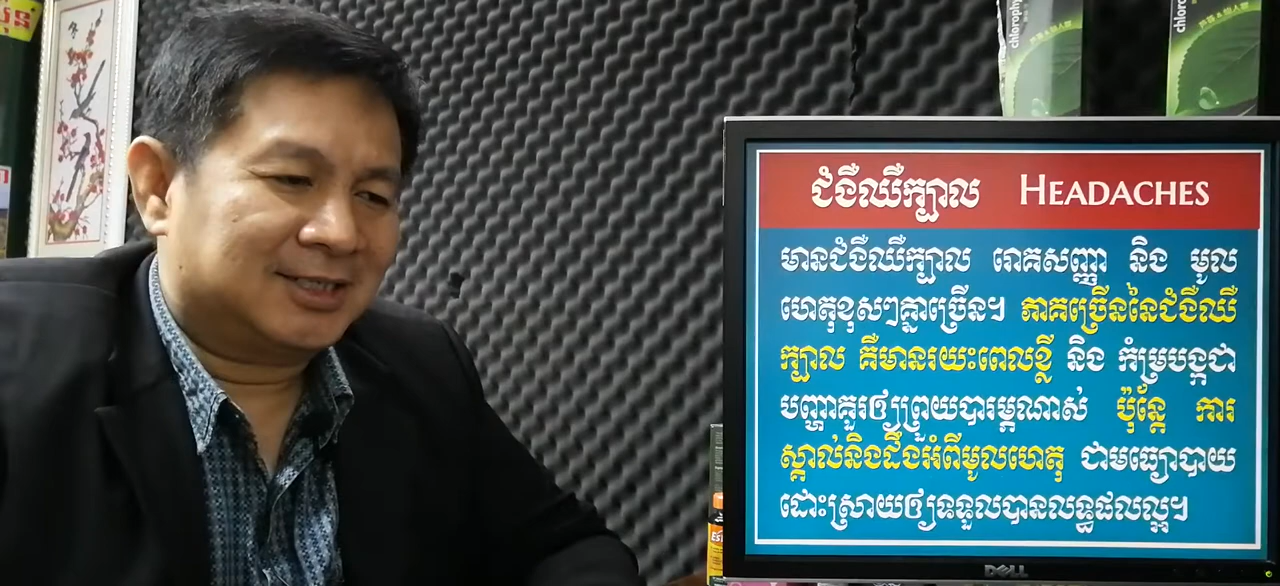 ជំងឺឈឺក្បាល HEADACHES
មានជំងឺឈឺក្បាល រោគសញ្ញា និង មូល
ហេតុខុសៗគ្នាច្រើន។ ភាគច្រើននៃជំងឺឈឺ
ក្បាល គឺមានរយៈពេលខ្លី និង កំម្របង្កជា
បញ្ហាគួរឲ្យព្រួយបារម្ភណាស់ ប៉ុន្តែ ការ
ស្គាល់និងដឹងអំពីមូលហេតុ ជាមធ្យោបាយ
ដោះស្រាយឲ្យទទួលបានលទ្ធផលល្អ។
DELL